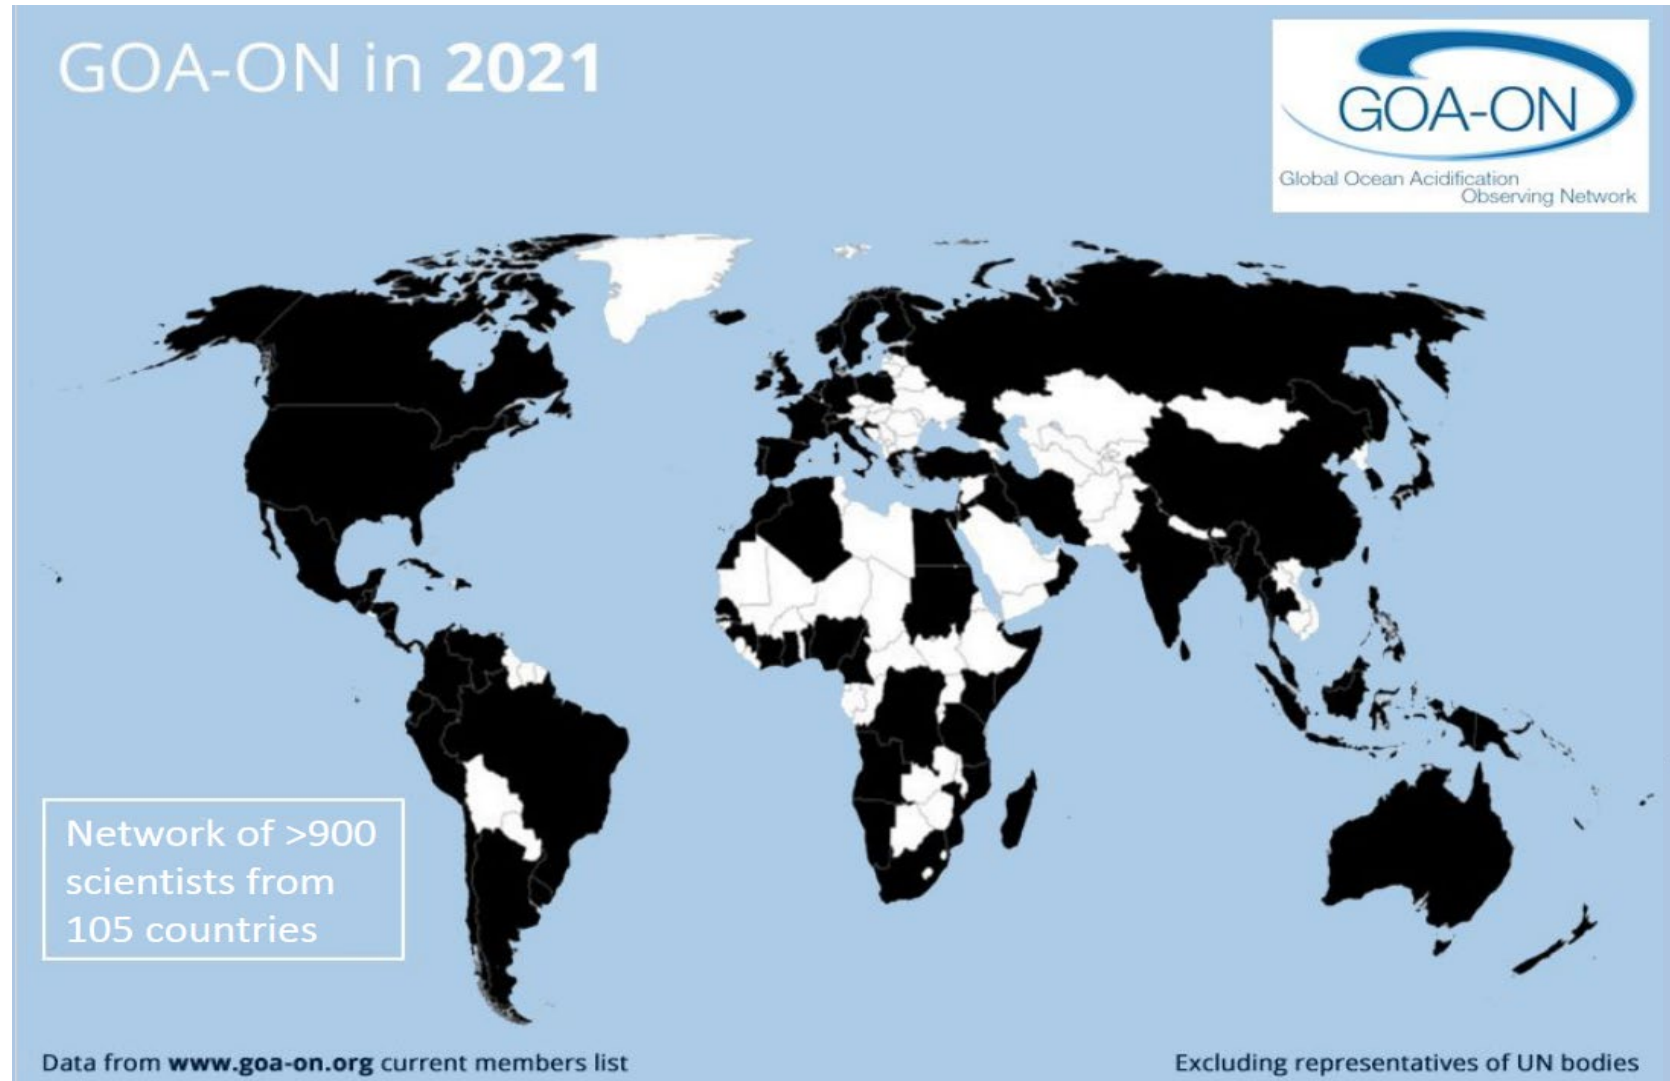 GOA-ON in 2021
GOA-ON
Global Ocean Acidification
Observing Network
Network of >900
scientists from
105 countries
Data from www.goa-on.org current members list
Excluding representatives of UN bodies